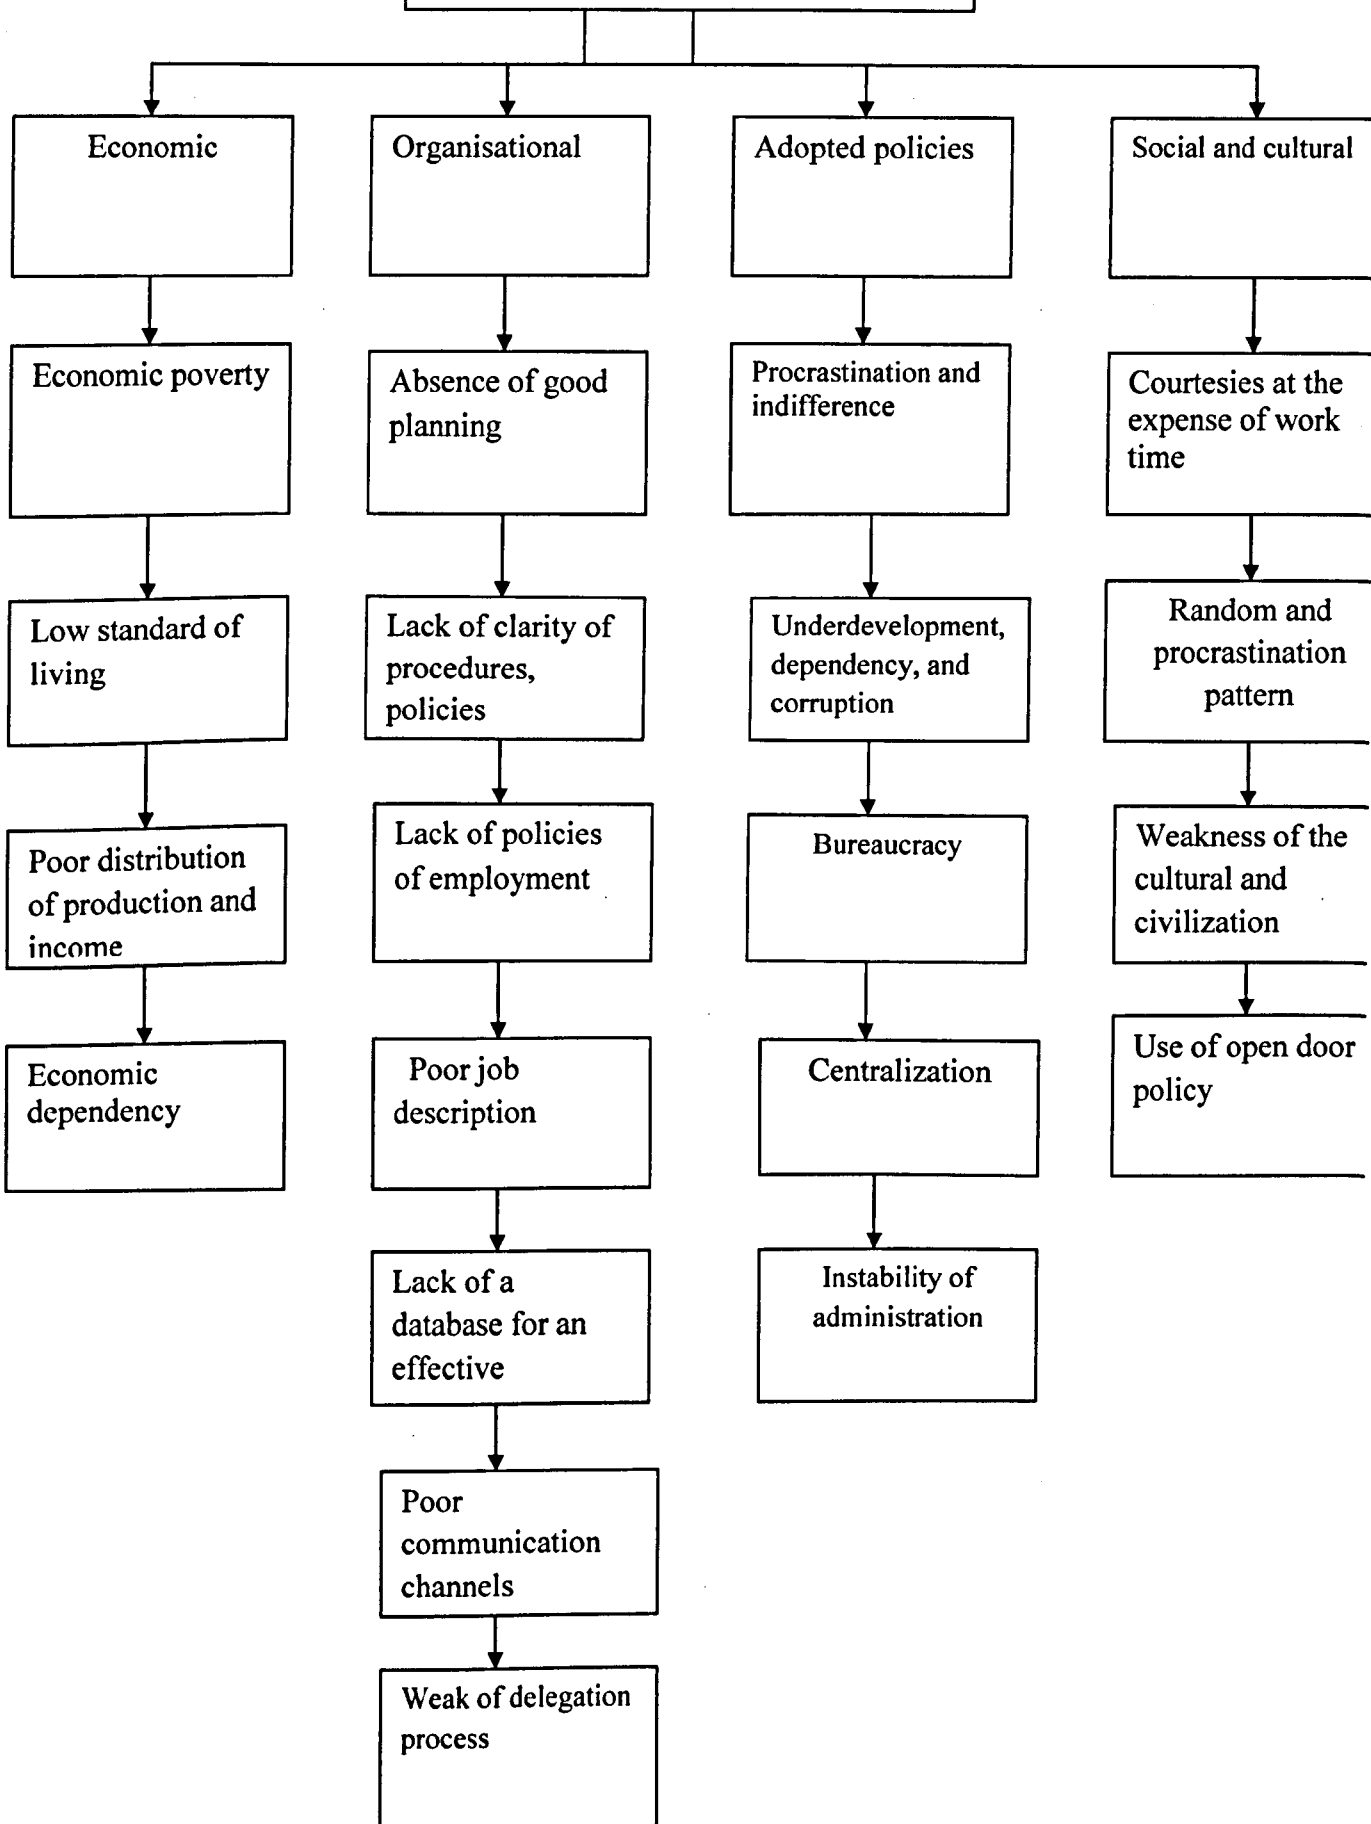 Economic
Organisational
Adopted policies
Social and cultural
Economic poverty
Absence of good
planning
Procrastination and
indifference
Courtesies at the
expense of work
time
Low standard of
living
Lack of clarity of
procedures,
policies
Underdevelopment,
dependency, and
corruption
Random and
procrastination
pattern
Poor distribution
of production and
income
Lack of policies
of employment
Bureaucracy
Weakness of the
cultural and
civilization
Economic
dependency
Poor job
description
Centralization
Use of open door
policy
Lack of a
database for an
effective
Instability of
administration
Poor
communication
channels
Weak of delegation
process